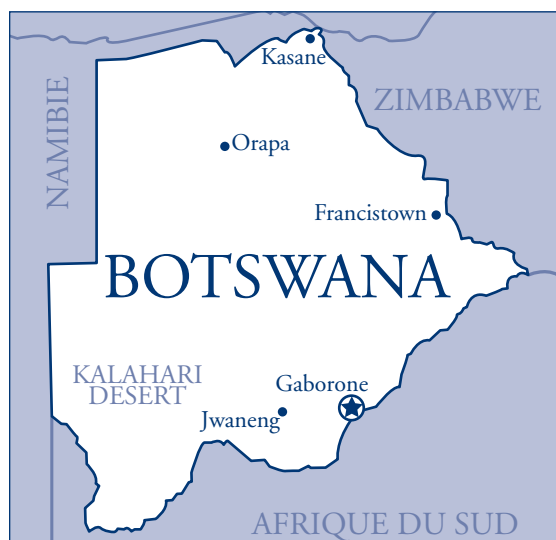 Kasane
ZIMBABWE
NAMIBIE
Orapa
Francistown
BOTSWANA
KALAHARI
DESERT
Gaborone
Jwaneng
AFRIQUE DU SUD